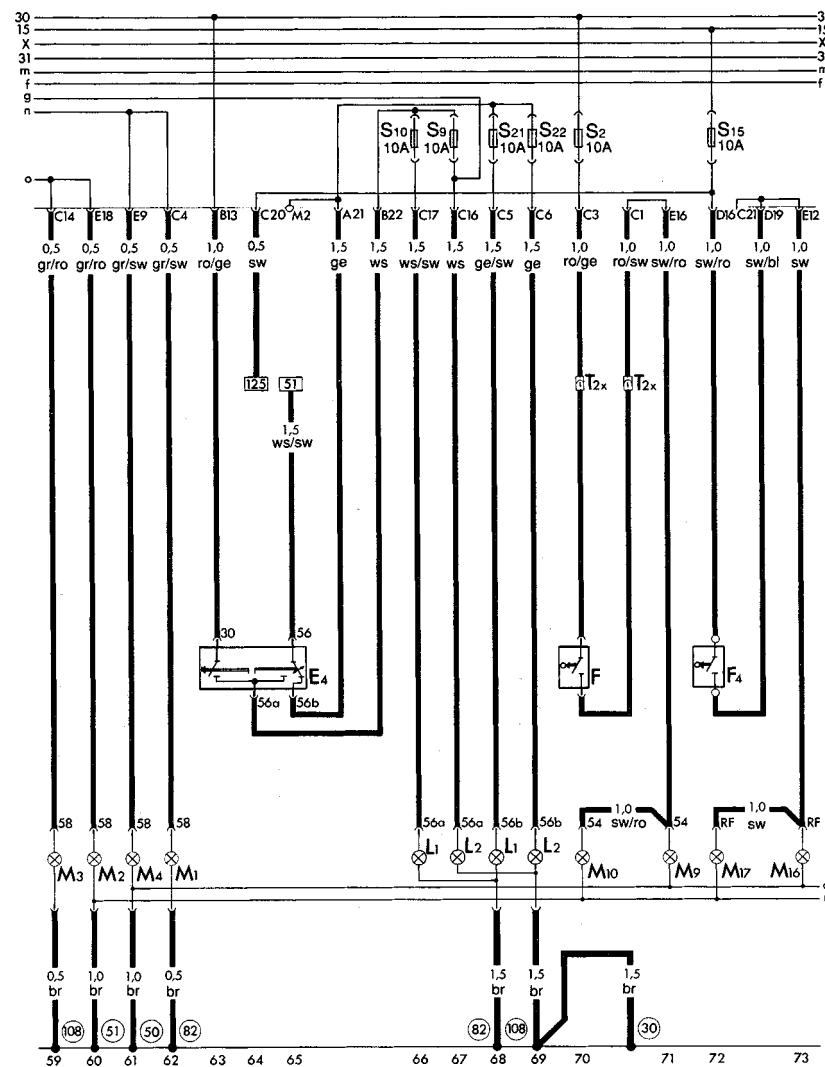 30 3
15 15
X X
31 3
m m
f f
g
n
S10 10A S9 10A S21 10A S22 10A S2 10A S15 10A
C14 E18 E9 C4 B13 C20 M2 A21 B22 C17 C16 C5 C6 C3 C1 E16 D16 C21 D19 E12
0,5 0,5 0,5 0,5 1,0 0,5 1,5 1,5 1,5 1,5 1,5 1,5 1,0 1,0 1,0 1,0 1,0 1,0
gr/ro gr/ro gr/sw gr/sw ro/ge sw ge ws ws/sw ws ge/sw ge ro/ge ro/sw sw/ro sw/ro sw/bl sw
125 51 T2x T2x
1,5
ws/sw
30 56
E4 F F4
56a 56b
1,0 1,0
58 58 58 58 56a 56a 56b 56b 54 sw/ro 54 RF sw RF
M3 M2 M4 M1 L1 L2 L1 L2 M10 M9 M17 M16
0,5 1,0 1,0 0,5 1,5 1,5 1,5
br br br br br br br
108 51 50 82 82 108 30
59 60 61 62 63 64 65 66 67 68 69 70 71 72 73